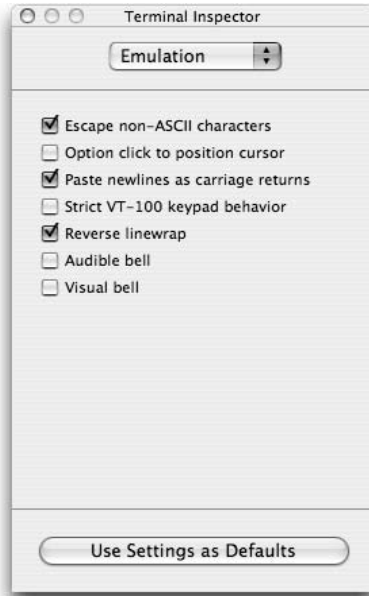 Terminal Inspector
Emulation
Escape non-ASCII characters
Option click to position cursor
Paste newlines as carriage returns
Strict VT-100 keypad behavior
Reverse linewrap
Audible bell
Visual bell
Use Settings as Defaults